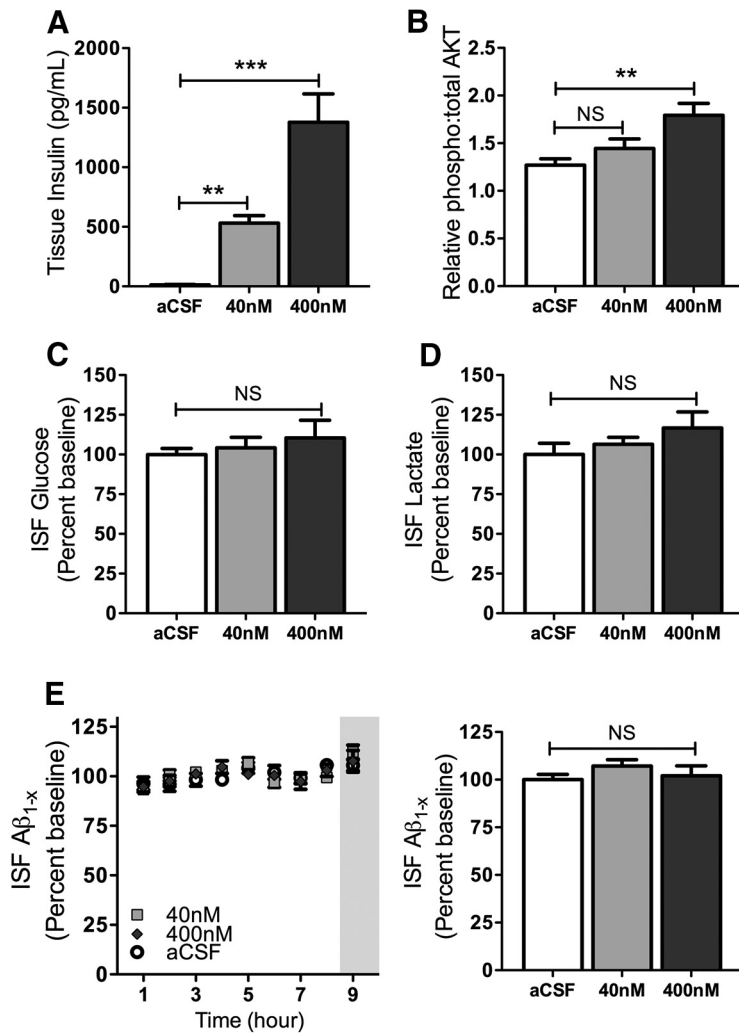 A
Tissue Insulin (pg/mL)
2000
1500
1000
500
0
***
**
aCSF 40nM 400nM
B
Relative phospho:total AKT
2.5
2.0
1.5
1.0
0.5
0.0
**
NS
aCSF 40nM 400nM
C
ISF Glucose
(Percent baseline)
150
125
100
75
50
25
0
NS
aCSF 40nM 400nM
D
ISF Lactate
(Percent baseline)
150
125
100
75
50
25
0
NS
aCSF 40nM 400nM
E
ISF Aβ1-x
(Percent baseline)
125
100
75
50
25
0
40nM
400nM
aCSF
1 3 5 7 9
Time (hour)
ISF Aβ1-x
(Percent baseline)
125
100
75
50
25
0
NS
aCSF 40nM 400nM